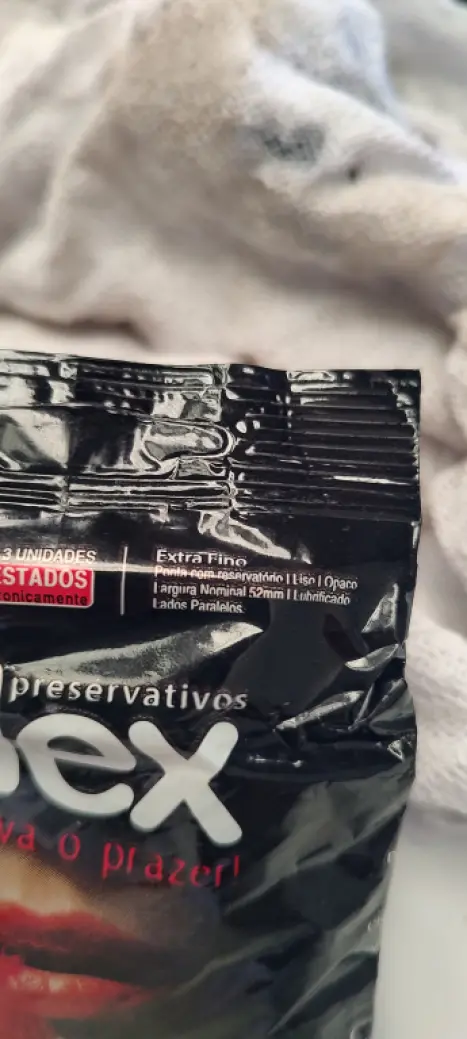 3 UNIDADES
ESTADOS
onicamente
Extra Fino
Ponta com reservatório | Liso | Opaco
Largura Nominal 52mm | Lubrificado
Lados Paralelos
preservativos
ex
va o prazer!